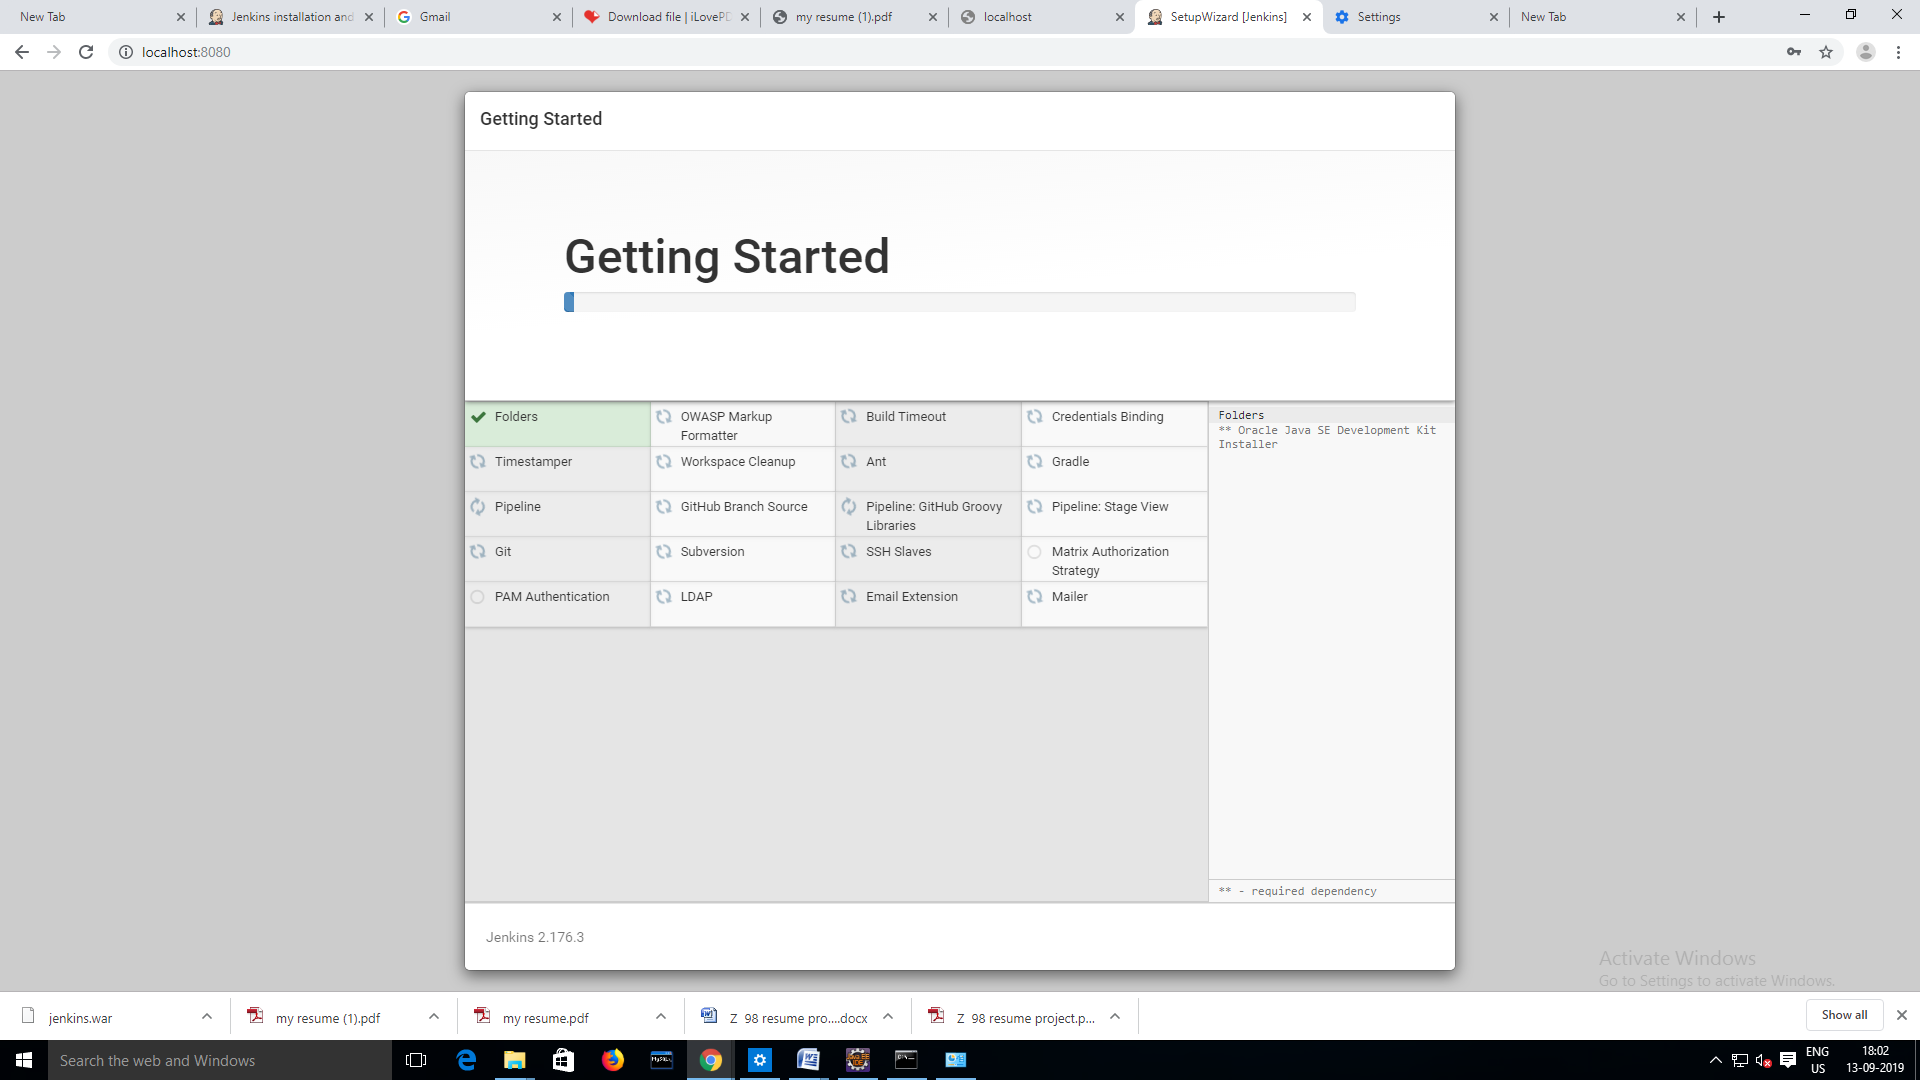 New Tab
Jenkins installation and
Gmail
Download file | iLovePD
my resume (1).pdf
localhost
SetupWizard [Jenkins]
Settings
New Tab
localhost:8080
Getting Started
Getting Started
Folders
OWASP Markup
Formatter
Build Timeout
Credentials Binding
Timestamper
Workspace Cleanup
Ant
Gradle
Pipeline
GitHub Branch Source
Pipeline: GitHub Groovy
Libraries
Pipeline: Stage View
Git
Subversion
SSH Slaves
Matrix Authorization
Strategy
PAM Authentication
LDAP
Email Extension
Mailer
Folders
** Oracle Java SE Development Kit
Installer
** - required dependency
Jenkins 2.176.3
Activate Windows
Go to Settings to activate Windows.
jenkins.war
my resume (1).pdf
my resume.pdf
Z 98 resume pro....docx
Z 98 resume project.p...
Show all
Search the web and Windows
MySQL
ENG
US
18:02
13-09-2019